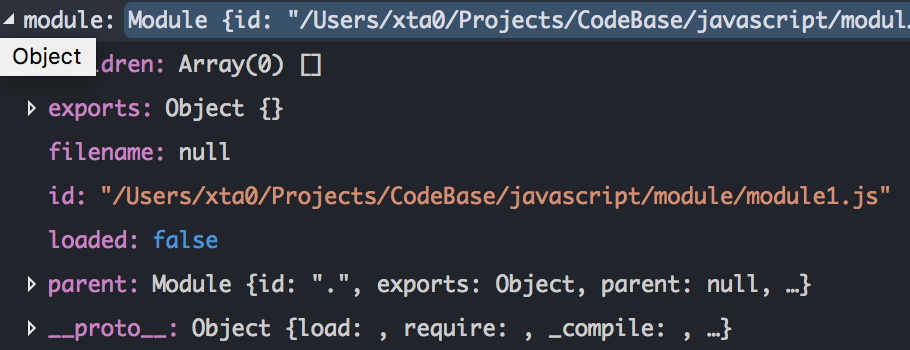 module: Module {id: "/Users/xta0/Projects/CodeBase/javascript/modul…
Object
ldren: Array(0) []
exports: Object {}
filename: null
id: "/Users/xta0/Projects/CodeBase/javascript/module/module1.js"
loaded: false
parent: Module {id: ".", exports: Object, parent: null, …}
__proto__: Object {load: , require: , _compile: , …}